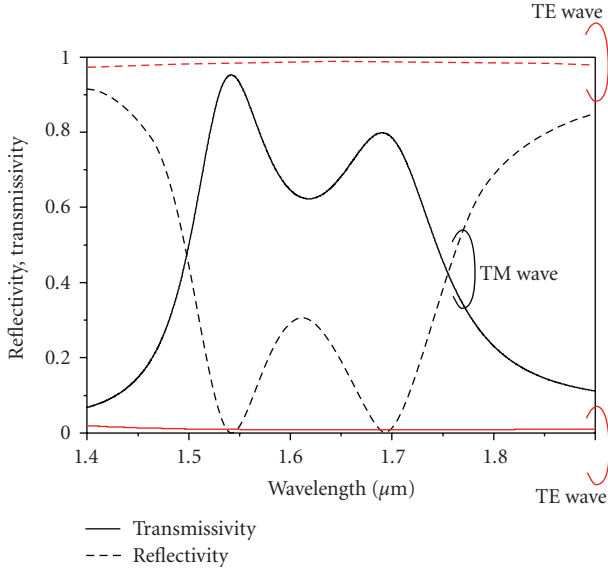 TE wave
1
0.8
0.6
0.4
0.2
0
Reflectivity, transmissivity
TM wave
1.4
1.5
1.6
1.7
1.8
Wavelength (μm)
TE wave
Transmissivity
Reflectivity